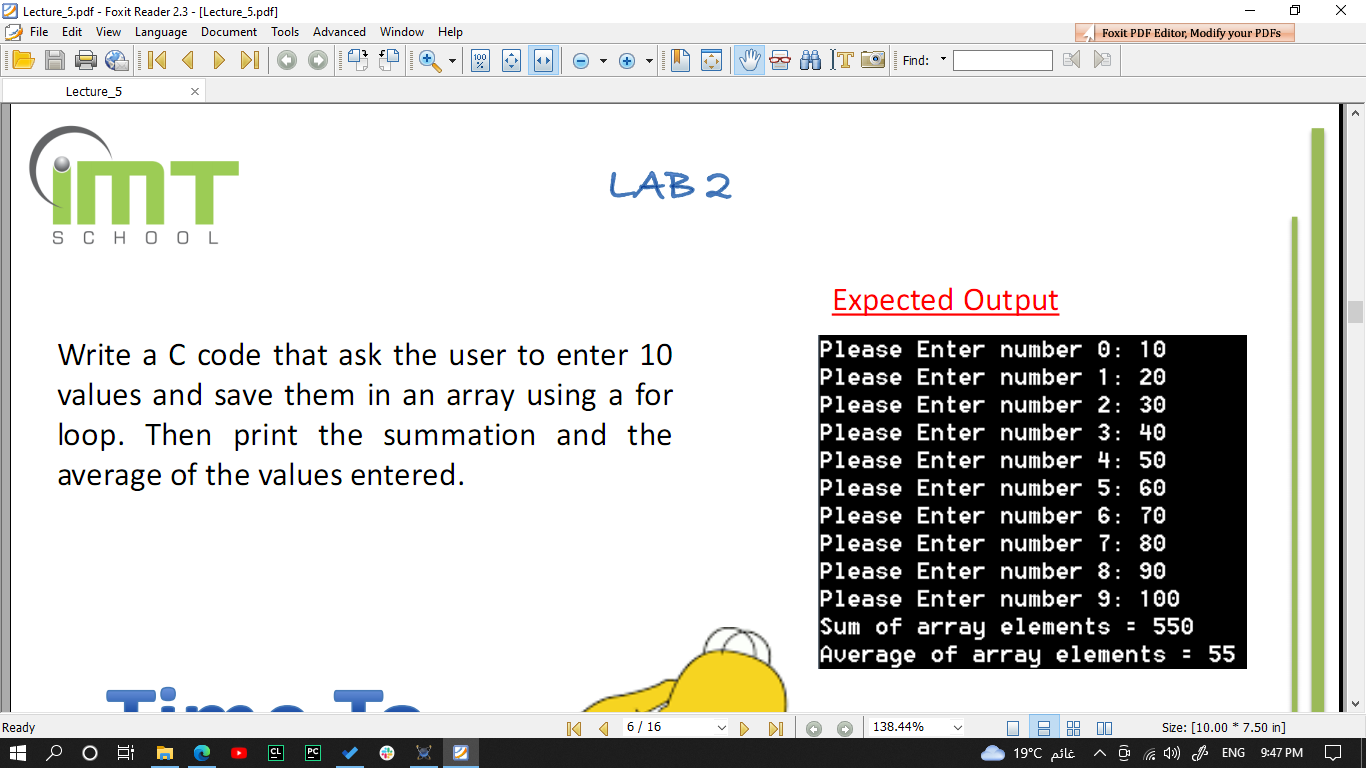 Lecture_5.pdf - Foxit Reader 2.3 - [Lecture_5.pdf]
File Edit View Language Document Tools Advanced Window Help
Foxit PDF Editor, Modify your PDFs
100 %
Find:
Lecture_5
iMT
SCHOOL
LAB 2
Expected Output
Write a C code that ask the user to enter 10
values and save them in an array using a for
loop. Then print the summation and the
average of the values entered.
Please Enter number 0: 10
Please Enter number 1: 20
Please Enter number 2: 30
Please Enter number 3: 40
Please Enter number 4: 50
Please Enter number 5: 60
Please Enter number 6: 70
Please Enter number 7: 80
Please Enter number 8: 90
Please Enter number 9: 100
Sum of array elements = 550
Average of array elements = 55
Time To
Ready
6 / 16
138.44%
Size: [10.00 * 7.50 in]
CL
PC
19°C غائم
ENG
9:47 PM